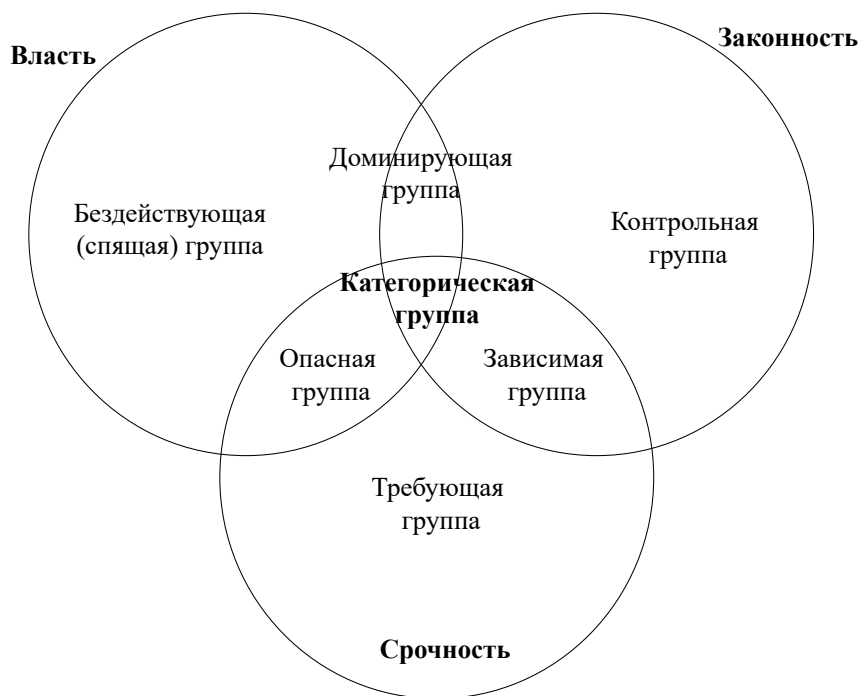 Власть
Законность
Доминирующая
группа
Бездействующая
(спящая) группа
Контрольная
группа
Категорическая
группа
Опасная
группа
Зависимая
группа
Требующая
группа
Срочность